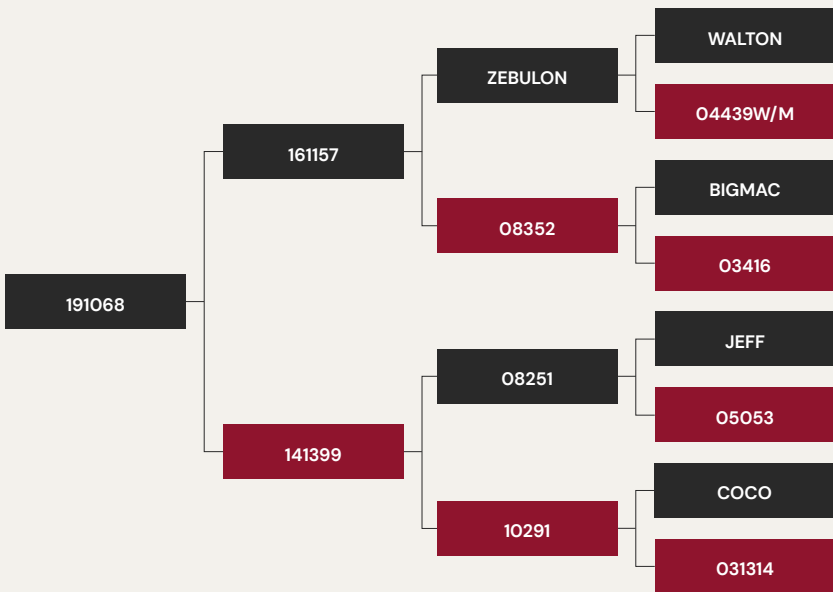 WALTON
ZEBULON
04439W/M
161157
BIGMAC
08352
03416
191068
JEFF
08251
05053
141399
COCO
10291
031314